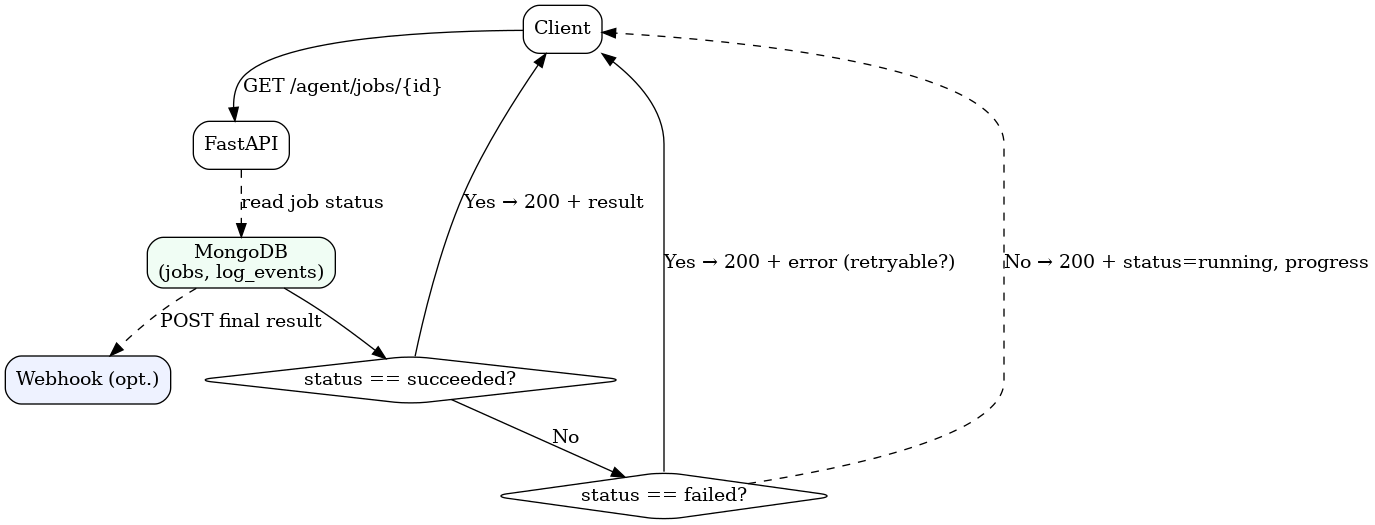 Client
GET /agent/jobs/{id}
FastAPI
read job status
Yes → 200 + result
MongoDB
(jobs, log_events)
Yes → 200 + error (retryable?)
No → 200 + status=running, progress
POST final result
Webhook (opt.)
status == succeeded?
No
status == failed?